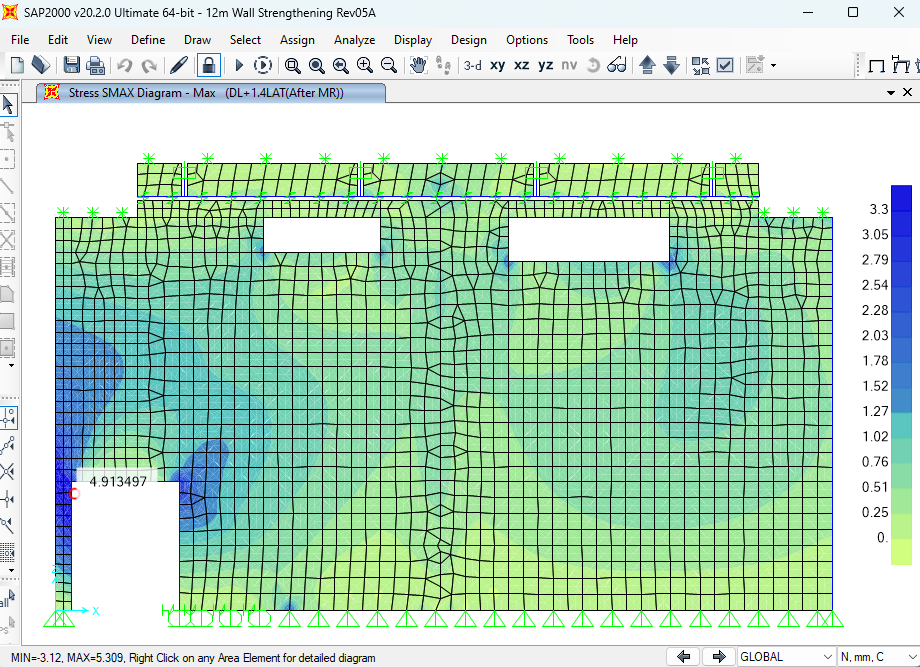 SAP2000 v20.2.0 Ultimate 64-bit - 12m Wall Strengthening Rev05A
File Edit View Define Draw Select Assign Analyze Display Design Options Tools Help
3-d xy xz yz nv
Stress SMAX Diagram - Max (DL+1.4LAT(After MR))
3.3
3.05
2.79
2.54
2.28
2.03
1.78
1.52
1.27
1.02
0.76
0.51
0.25
0.
4.913497
Z
X
all
PS
MIN=-3.12, MAX=5.309, Right Click on any Area Element for detailed diagram
GLOBAL
N, mm, C